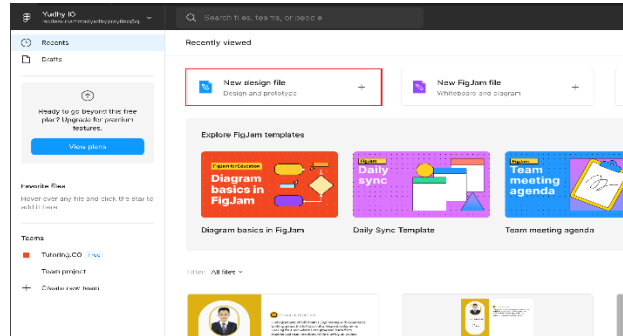 Yudhy IG
Search files, teams, or people
Recents
Drafts
Ready to go beyond this free
plan? Upgrade for premium
features.
View plans
Favorite files
Hover over any file and click the star to
add it here.
Teams
Tutoring.CO Free
Team project
Create new team
Recently viewed
New design file
Design and prototype
New FigJam file
Whiteboard and diagram
Explore FigJam templates
FigJam for Education
Diagram
basics in
FigJam
Diagram basics in FigJam
FigJam
Daily
sync
Daily Sync Template
FigJam
Team
meeting
agenda
Team meeting agenda
Filter: All files